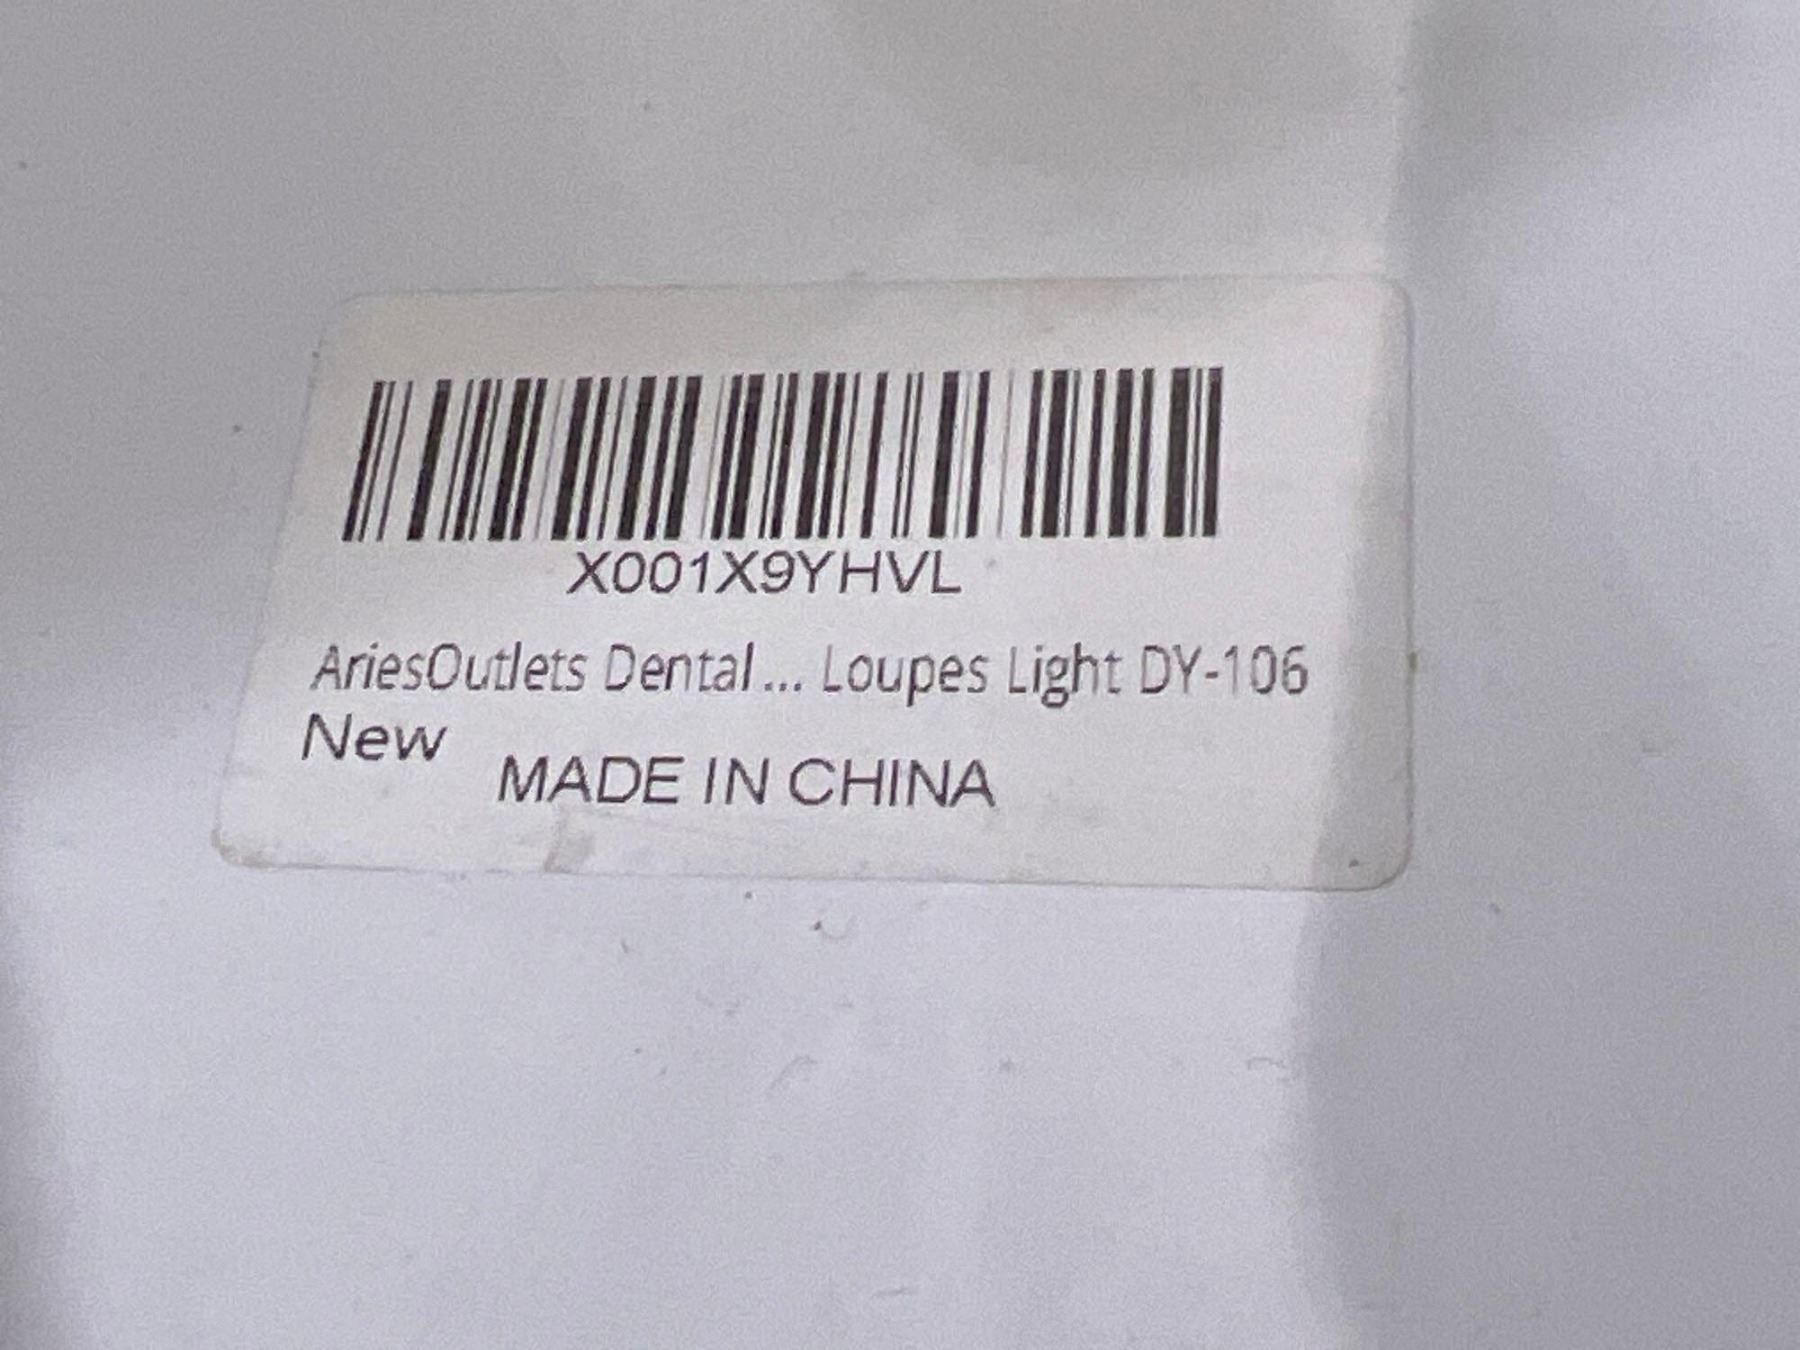 X001X9YHVL
AriesOutlets Dental... Loupes Light DY-106
New
MADE IN CHINA